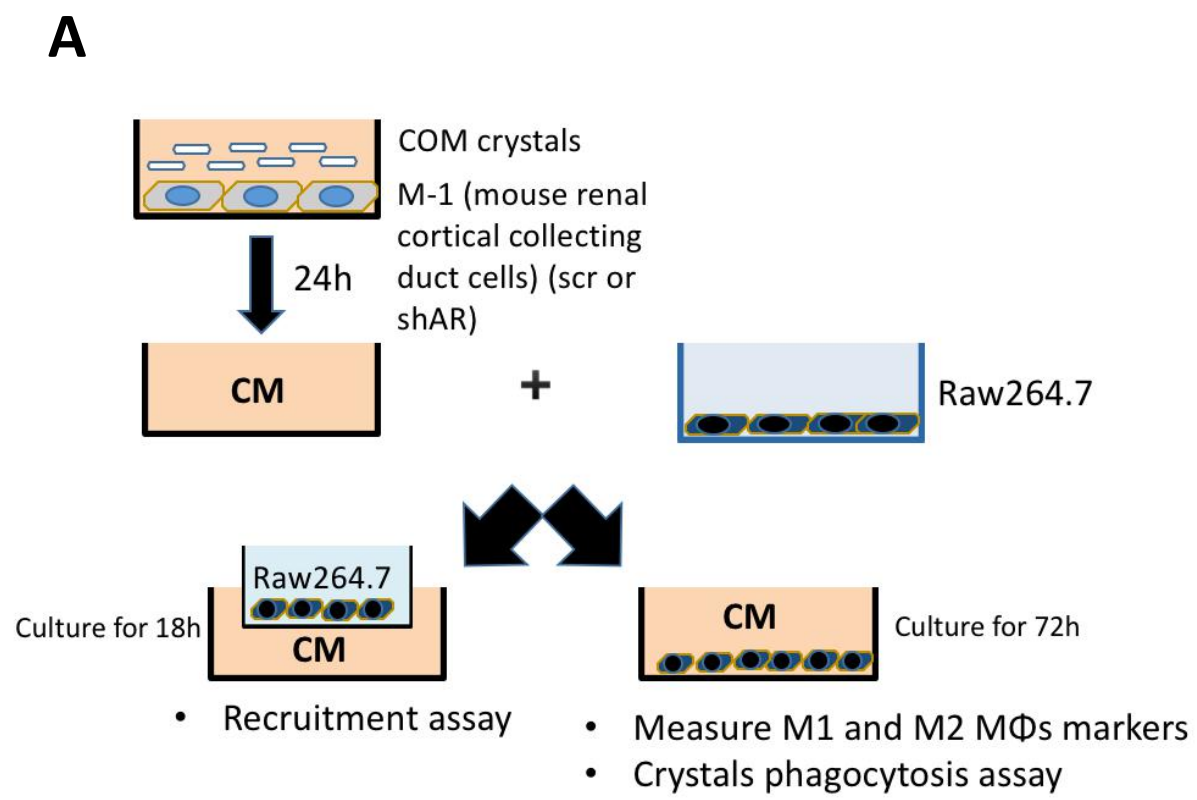 A
COM crystals
M-1 (mouse renal
cortical collecting
duct cells) (scr or
shAR)
24h
CM
+
Raw264.7
Raw264.7
CM
Culture for 18h
CM
Culture for 72h
• Recruitment assay
• Measure M1 and M2 MΦs markers
• Crystals phagocytosis assay